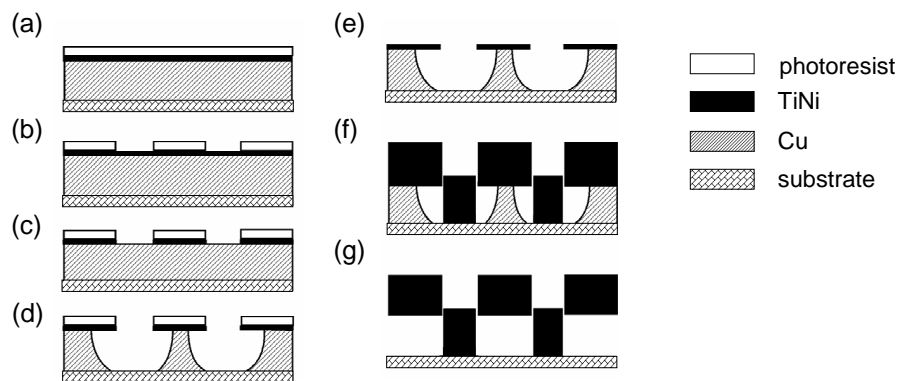 (a)
(b)
(c)
(d)
(e)
(f)
(g)
photoresist
TiNi
Cu
substrate